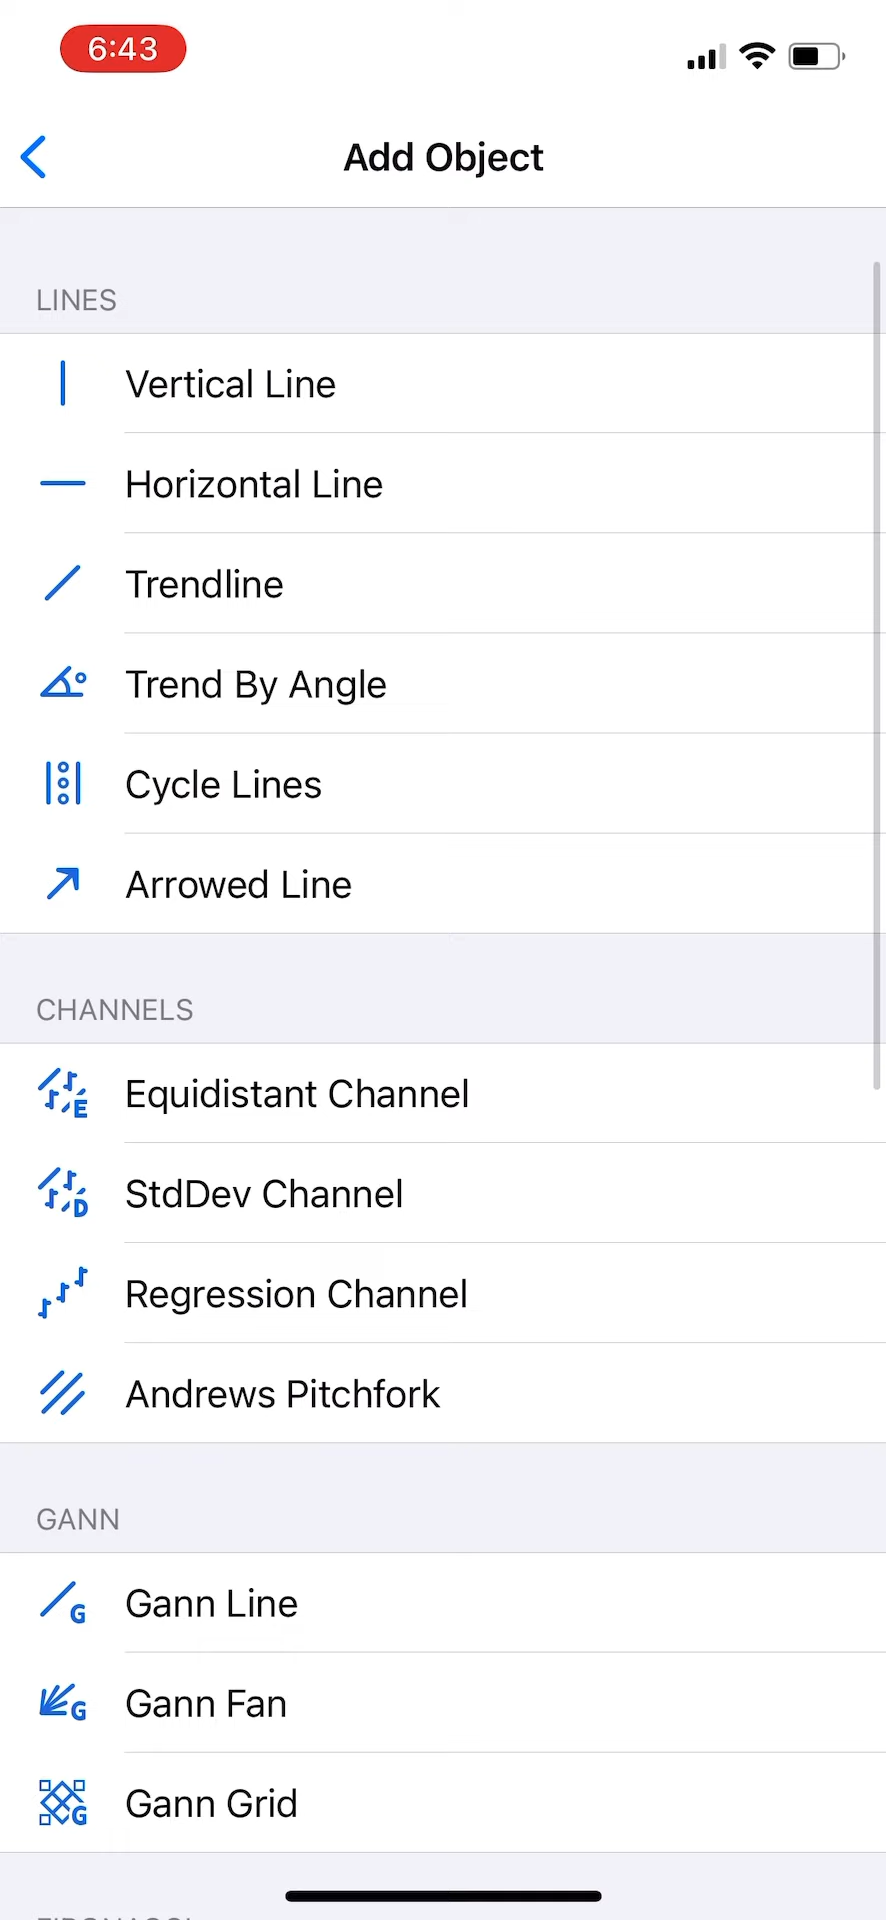 6:43
Add Object
LINES
Vertical Line
Horizontal Line
Trendline
Trend By Angle
Cycle Lines
Arrowed Line
CHANNELS
E Equidistant Channel
D StdDev Channel
Regression Channel
Andrews Pitchfork
GANN
G Gann Line
G Gann Fan
G Gann Grid